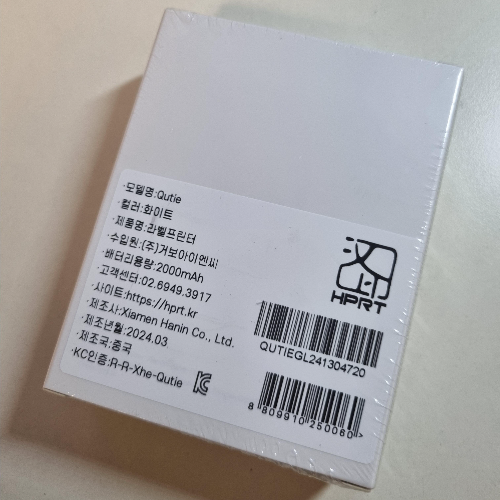 ·모델명:Qutie
·컬러:화이트
·제품명:라벨프린터
·수입원:(주)거보아이엔씨
·배터리용량:2000mAh
·고객센터:02.6949.3917
·사이트:https://hprt.kr
·제조사:Xiamen Hanin Co., Ltd.
·제조년월:2024.03
·제조국:중국
·KC인증:R-R-Xhe-Qutie
HPRT
QUTIEGL241304720
8 809910 250060>